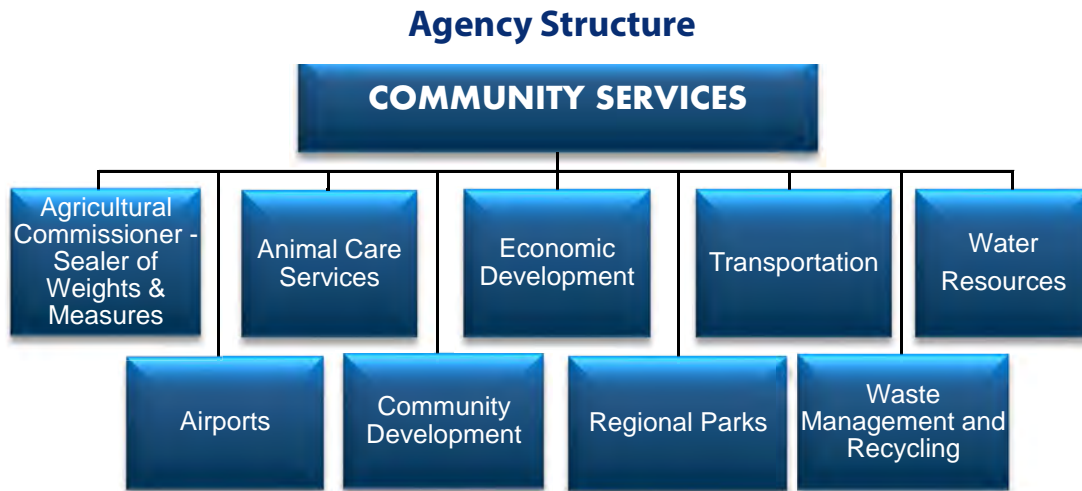 Agency Structure
COMMUNITY SERVICES
Agricultural
Commissioner -
Sealer of
Weights &
Measures
Animal Care
Services
Economic
Development
Transportation
Water
Resources
Airports
Community
Development
Regional Parks
Waste
Management and
Recycling